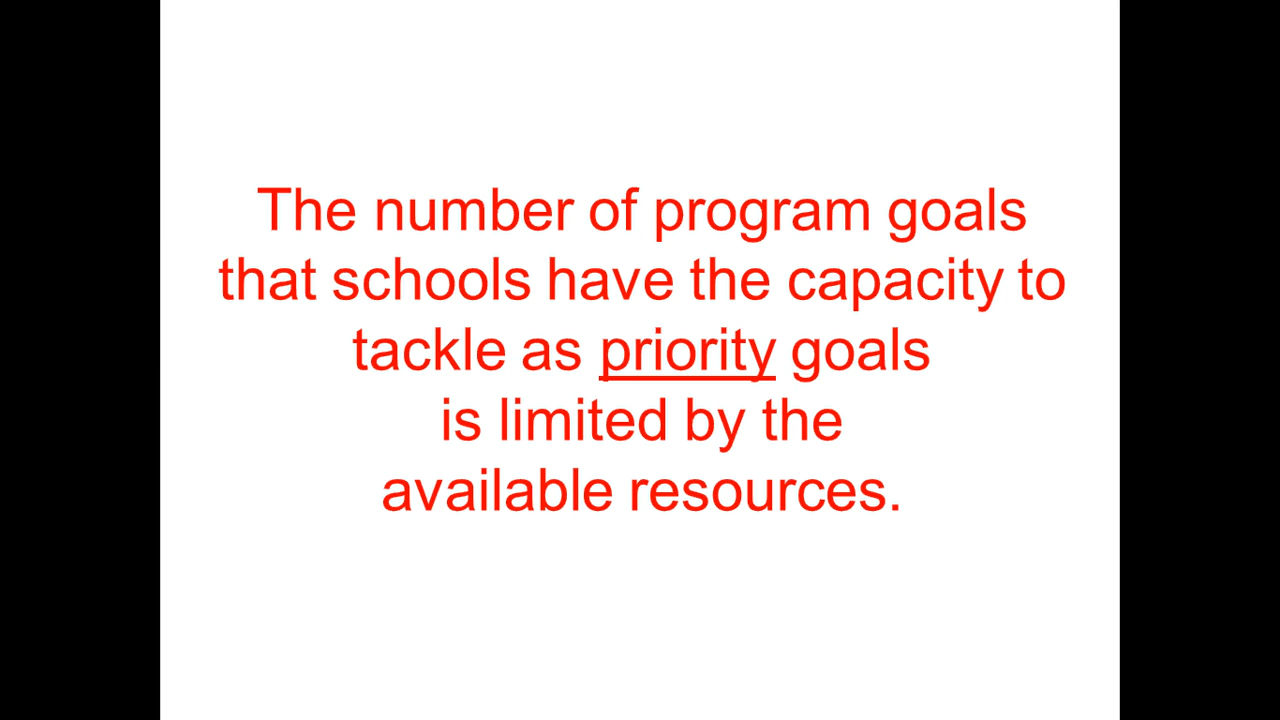 The number of program goals
that schools have the capacity to
tackle as priority goals
is limited by the
available resources.